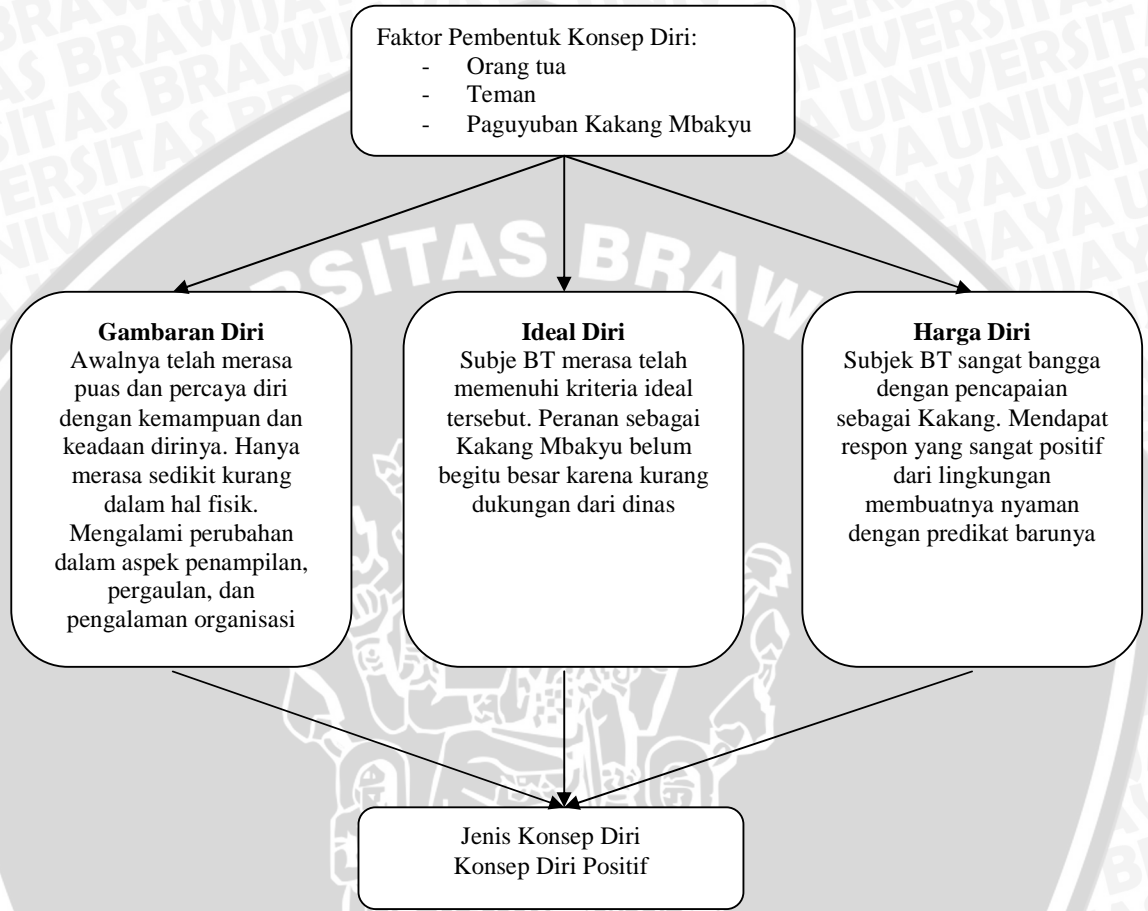 Faktor Pembentuk Konsep Diri:
- Orang tua
- Teman
- Paguyuban Kakang Mbakyu
Gambaran Diri
Awalnya telah merasa
puas dan percaya diri
dengan kemampuan dan
keadaan dirinya. Hanya
merasa sedikit kurang
dalam hal fisik.
Mengalami perubahan
dalam aspek penampilan,
pergaulan, dan
pengalaman organisasi
Ideal Diri
Subje BT merasa telah
memenuhi kriteria ideal
tersebut. Peranan sebagai
Kakang Mbakyu belum
begitu besar karena kurang
dukungan dari dinas
Harga Diri
Subjek BT sangat bangga
dengan pencapaian
sebagai Kakang. Mendapat
respon yang sangat positif
dari lingkungan
membuatnya nyaman
dengan predikat barunya
Jenis Konsep Diri
Konsep Diri Positif